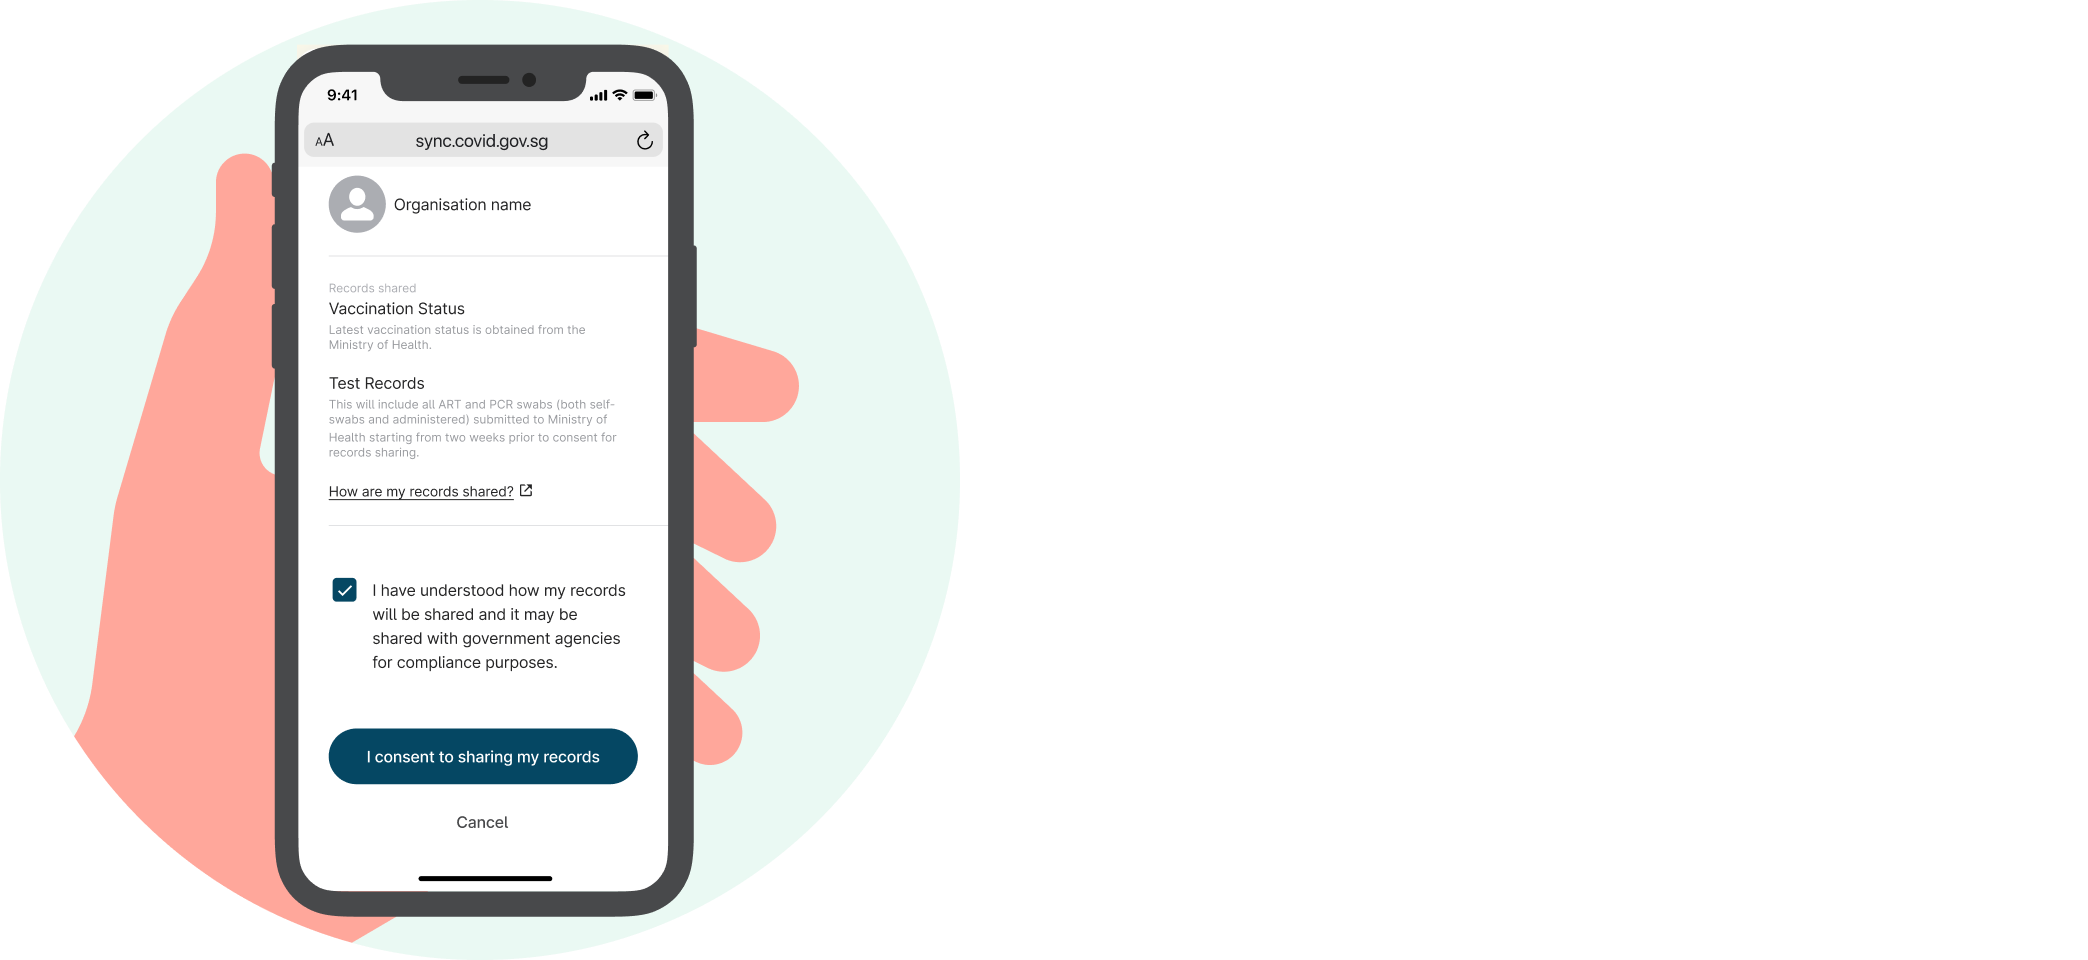 9:41
AA
sync.covid.gov.sg
Organisation name
Records shared
Vaccination Status
Latest vaccination status is obtained from the
Ministry of Health.
Test Records
This will include all ART and PCR swabs (both self-
swabs and administered) submitted to Ministry of
Health starting from two weeks prior to consent for
records sharing.
How are my records shared?
I have understood how my records
will be shared and it may be
shared with government agencies
for compliance purposes.
I consent to sharing my records
Cancel